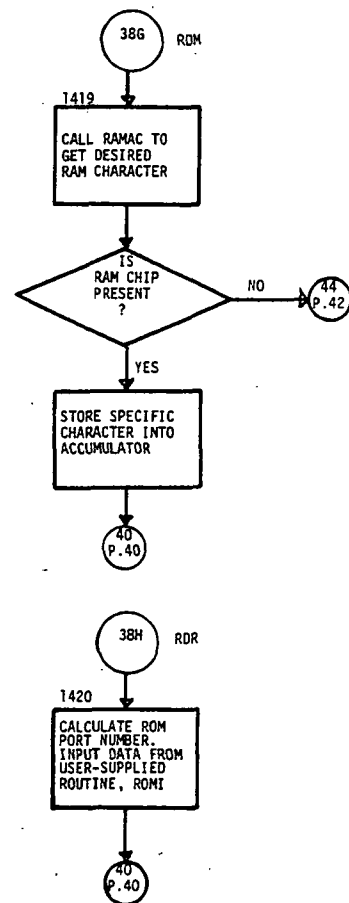 38G RDM
T419
CALL RAMAC TO
GET DESIRED
RAM CHARACTER
IS
RAM CHIP
PRESENT
?
NO
44
P.42
YES
STORE SPECIFIC
CHARACTER INTO
ACCUMULATOR
40
P.40
38H RDR
T420
CALCULATE ROM
PORT NUMBER.
INPUT DATA FROM
USER-SUPPLIED
ROUTINE, ROMI
40
P.40